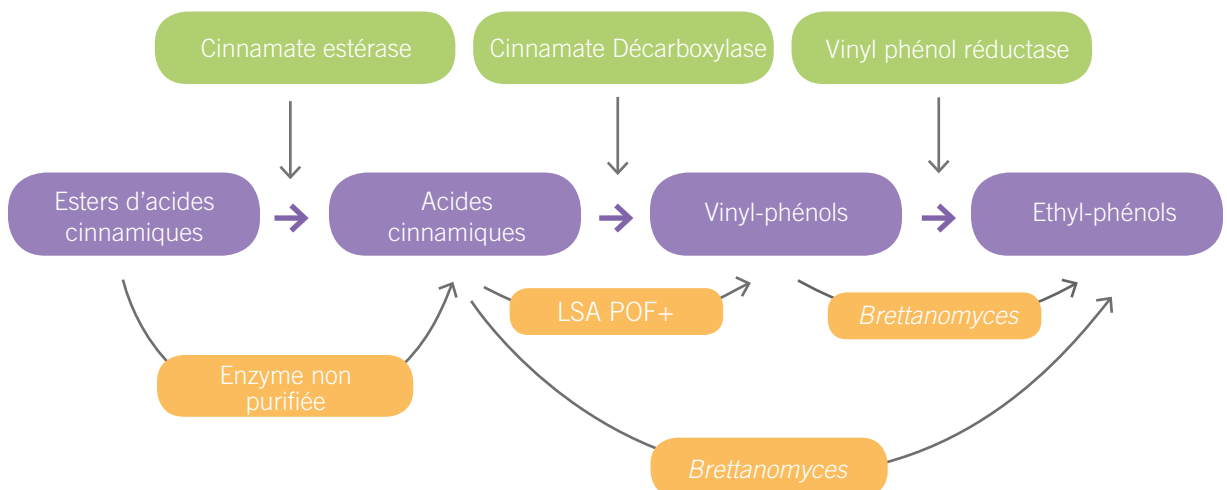 Cinnamate estérase
Cinnamate Décarboxylase
Vinyl phénol réductase
Esters d'acides
cinnamiques
Acides
cinnamiques
Vinyl-phénols
Ethyl-phénols
LSA POF+
Brettanomyces
Enzyme non
purifiée
Brettanomyces